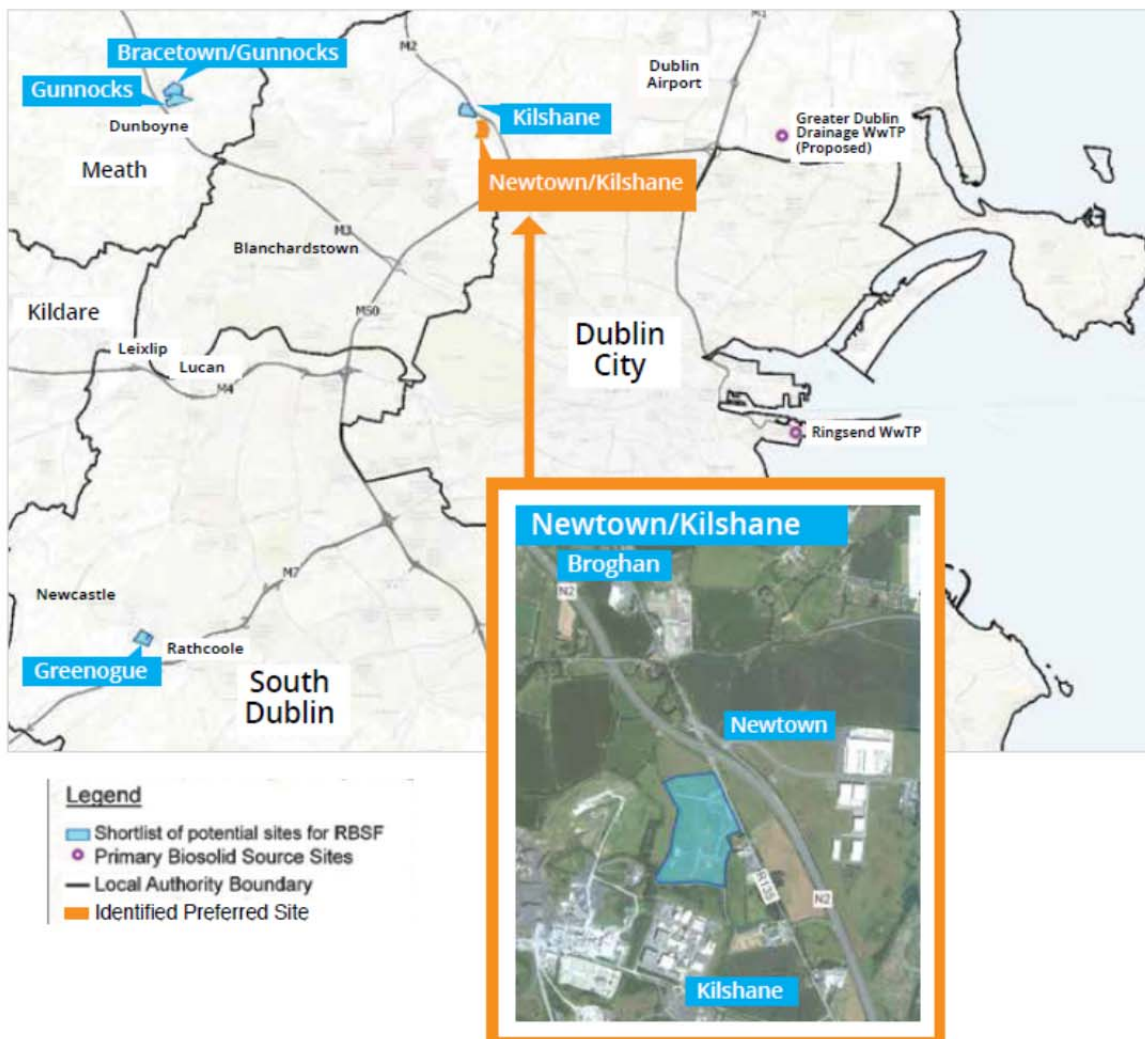 M1
Bracetown/Gunnocks
M2
Dublin
Airport
Gunnocks
Kilshane
Greater Dublin
Drainage WwTP
(Proposed)
Dunboyne
Meath
Newtown/Kilshane
M3
Blanchardstown
Kildare
M50
Dublin
City
Leixlip
Lucan
M4
Ringsend WwTP
Newtown/Kilshane
Broghan
N2
M7
Newcastle
Rathcoole
Greenogue
South
Dublin
Newtown
R135
N2
Kilshane
Legend
Shortlist of potential sites for RBSF
Primary Biosolid Source Sites
Local Authority Boundary
Identified Preferred Site